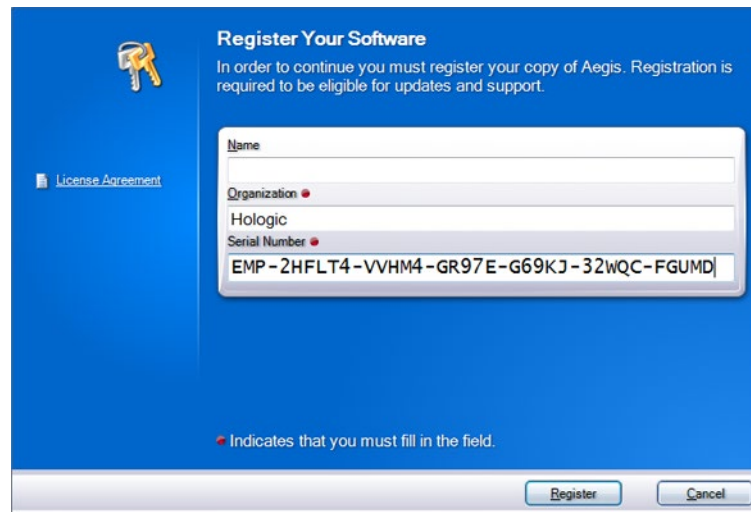 Register Your Software
In order to continue you must register your copy of Aegis. Registration is
required to be eligible for updates and support.
Name
License Agreement
Organization
Hologic
Serial Number
EMP-2HFLT4-VVHM4-GR97E-G69KJ-32WQC-FGUMD
Indicates that you must fill in the field.
Register
Cancel